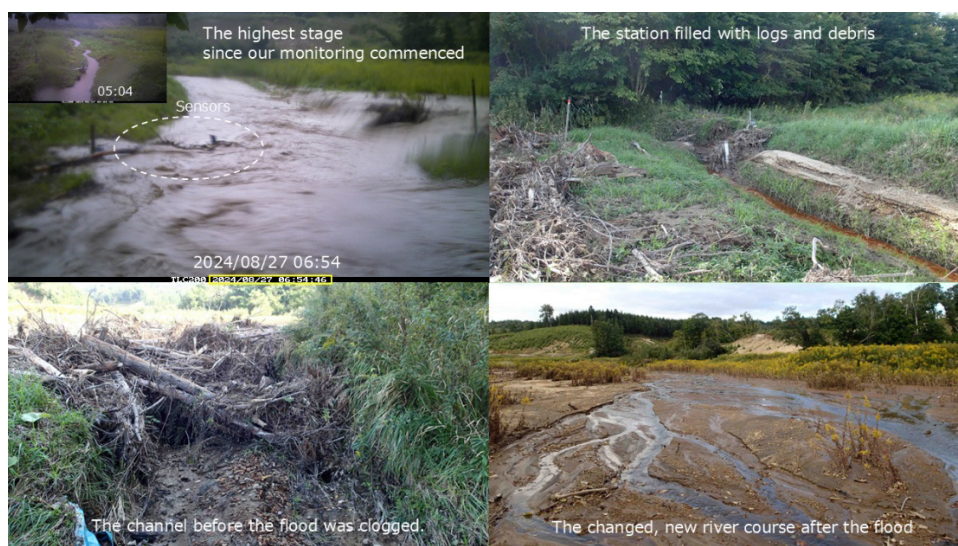 The highest stage
since our monitoring commenced
05:04
Sensors
2024/08/27 06:54
TLC200 2024/08/27 06:54:46
The station filled with logs and debris
The channel before the flood was clogged.
The changed, new river course after the flood